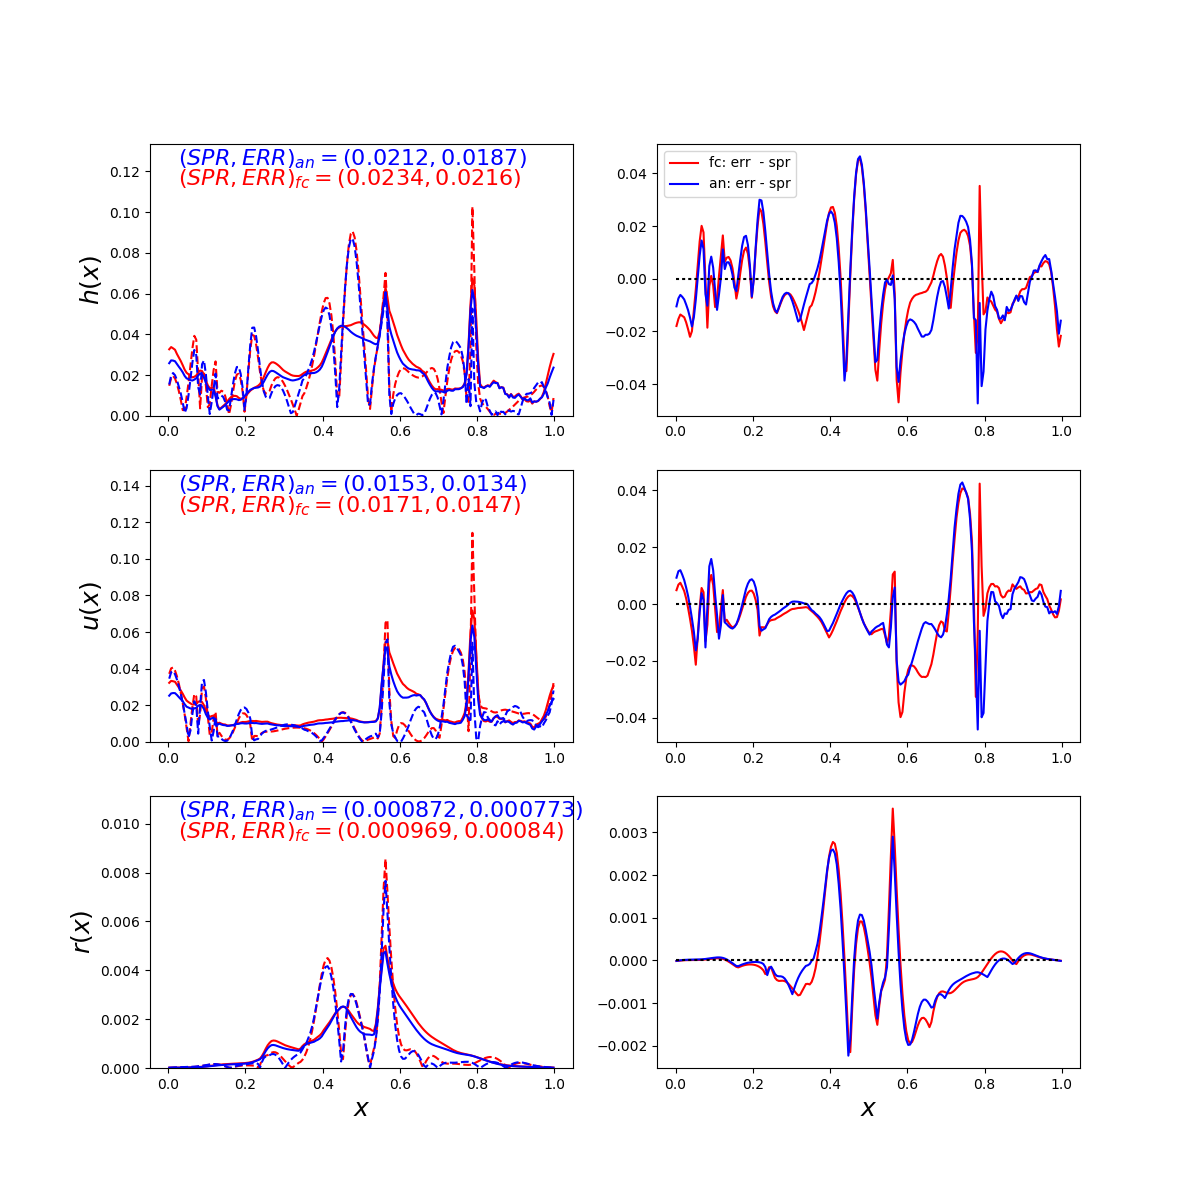 (SPR, ERR)an = (0.0212, 0.0187)
(SPR, ERR)fc = (0.0234, 0.0216)
h(x)
0.12
0.10
0.08
0.06
0.04
0.02
0.00
0.0 0.2 0.4 0.6 0.8 1.0
fc: err - spr
an: err - spr
0.04
0.02
0.00
−0.02
−0.04
0.0 0.2 0.4 0.6 0.8 1.0
(SPR, ERR)an = (0.0153, 0.0134)
(SPR, ERR)fc = (0.0171, 0.0147)
u(x)
0.14
0.12
0.10
0.08
0.06
0.04
0.02
0.00
0.0 0.2 0.4 0.6 0.8 1.0
0.04
0.02
0.00
−0.02
−0.04
0.0 0.2 0.4 0.6 0.8 1.0
(SPR, ERR)an = (0.000872, 0.000773)
(SPR, ERR)fc = (0.000969, 0.00084)
r(x)
0.010
0.008
0.006
0.004
0.002
0.000
0.0 0.2 0.4 0.6 0.8 1.0
x
0.003
0.002
0.001
0.000
−0.001
−0.002
0.0 0.2 0.4 0.6 0.8 1.0
x